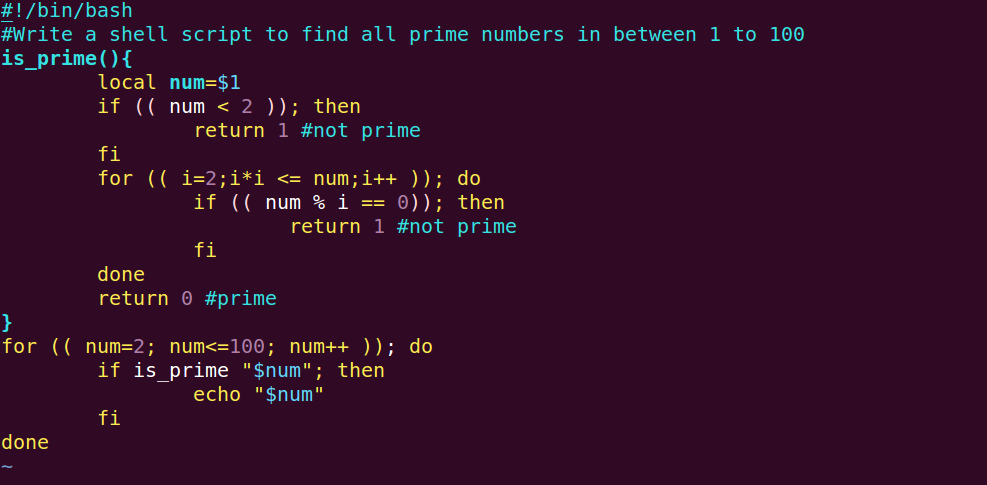 #!/bin/bash
#Write a shell script to find all prime numbers in between 1 to 100
is_prime(){
        local num=$1
        if (( num < 2 )); then
                return 1 #not prime
        fi
        for (( i=2;i*i <= num;i++ )); do
                if (( num % i == 0)); then
                        return 1 #not prime
                fi
        done
        return 0 #prime
}
for (( num=2; num<=100; num++ )); do
        if is_prime "$num"; then
                echo "$num"
        fi
done
~